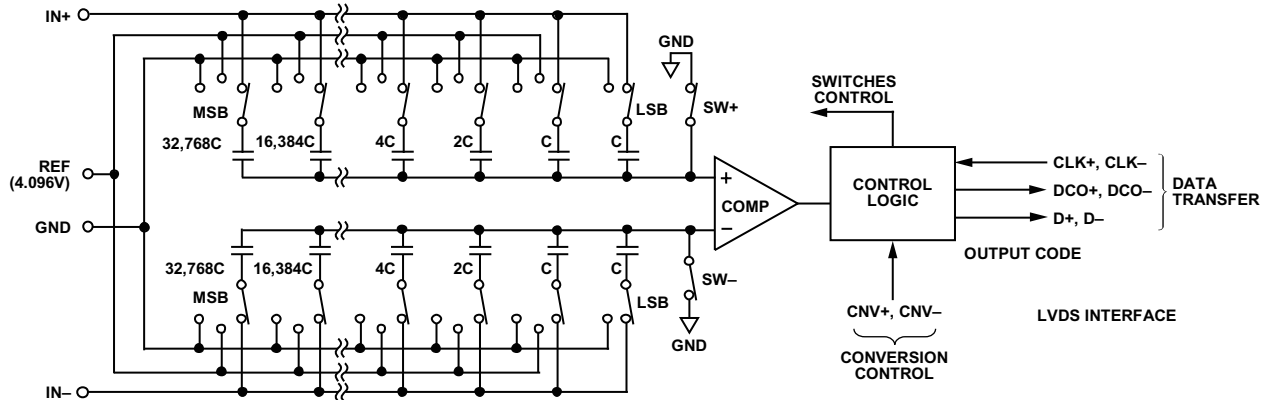 IN+
GND
SWITCHES
CONTROL
MSB
LSB
SW+
32,768C
16,384C
4C
2C
C
C
REF
(4.096V)
GND
+
COMP
–
CONTROL
LOGIC
CLK+, CLK–
DCO+, DCO–
D+, D–
DATA
TRANSFER
OUTPUT CODE
32,768C
16,384C
4C
2C
C
C
MSB
LSB
SW–
GND
CNV+, CNV–
CONVERSION
CONTROL
LVDS INTERFACE
IN–